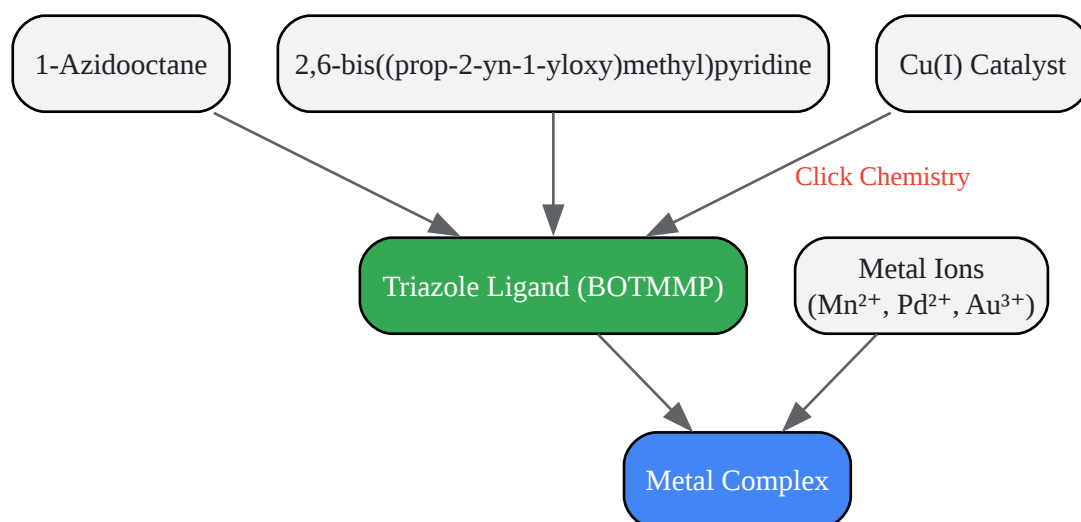 1-Azidooctane
2,6-bis((prop-2-yn-1-yloxy)methyl)pyridine
Cu(I) Catalyst
Click Chemistry
Triazole Ligand (BOTMMP)
Metal Ions
(Mn²⁺, Pd²⁺, Au³⁺)
Metal Complex